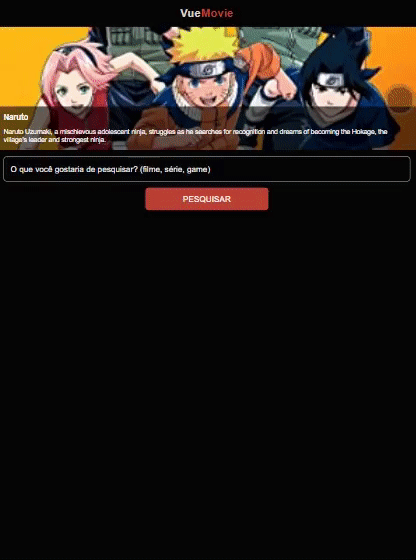 VueMovie
Naruto
Naruto Uzumaki, a mischievous adolescent ninja, struggles as he searches for recognition and dreams of becoming the Hokage, the
village's leader and strongest ninja.
O que você gostaria de pesquisar? (filme, série, game)
PESQUISAR